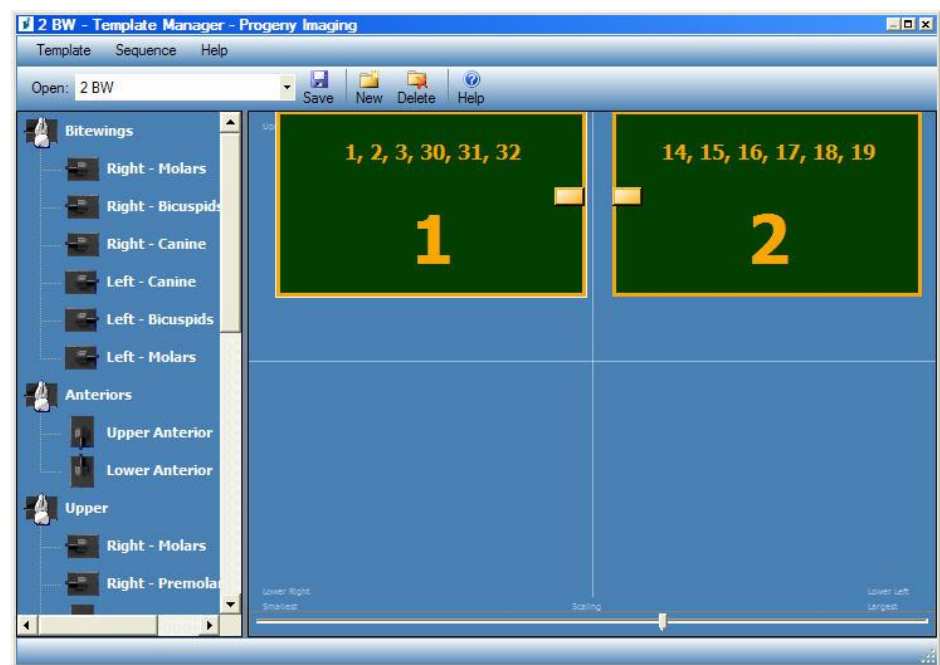 2 BW - Template Manager - Progeny Imaging
Template Sequence Help
Open: 2 BW Save New Delete Help
Bitewings
Right - Molars
Right - Bicuspids
Right - Canine
Left - Canine
Left - Bicuspids
Left - Molars
Anteriors
Upper Anterior
Lower Anterior
Upper
Right - Molars
Right - Premolar
Up
1, 2, 3, 30, 31, 32
1
14, 15, 16, 17, 18, 19
2
Lower Right Lower Left
Smallest Scaling Largest